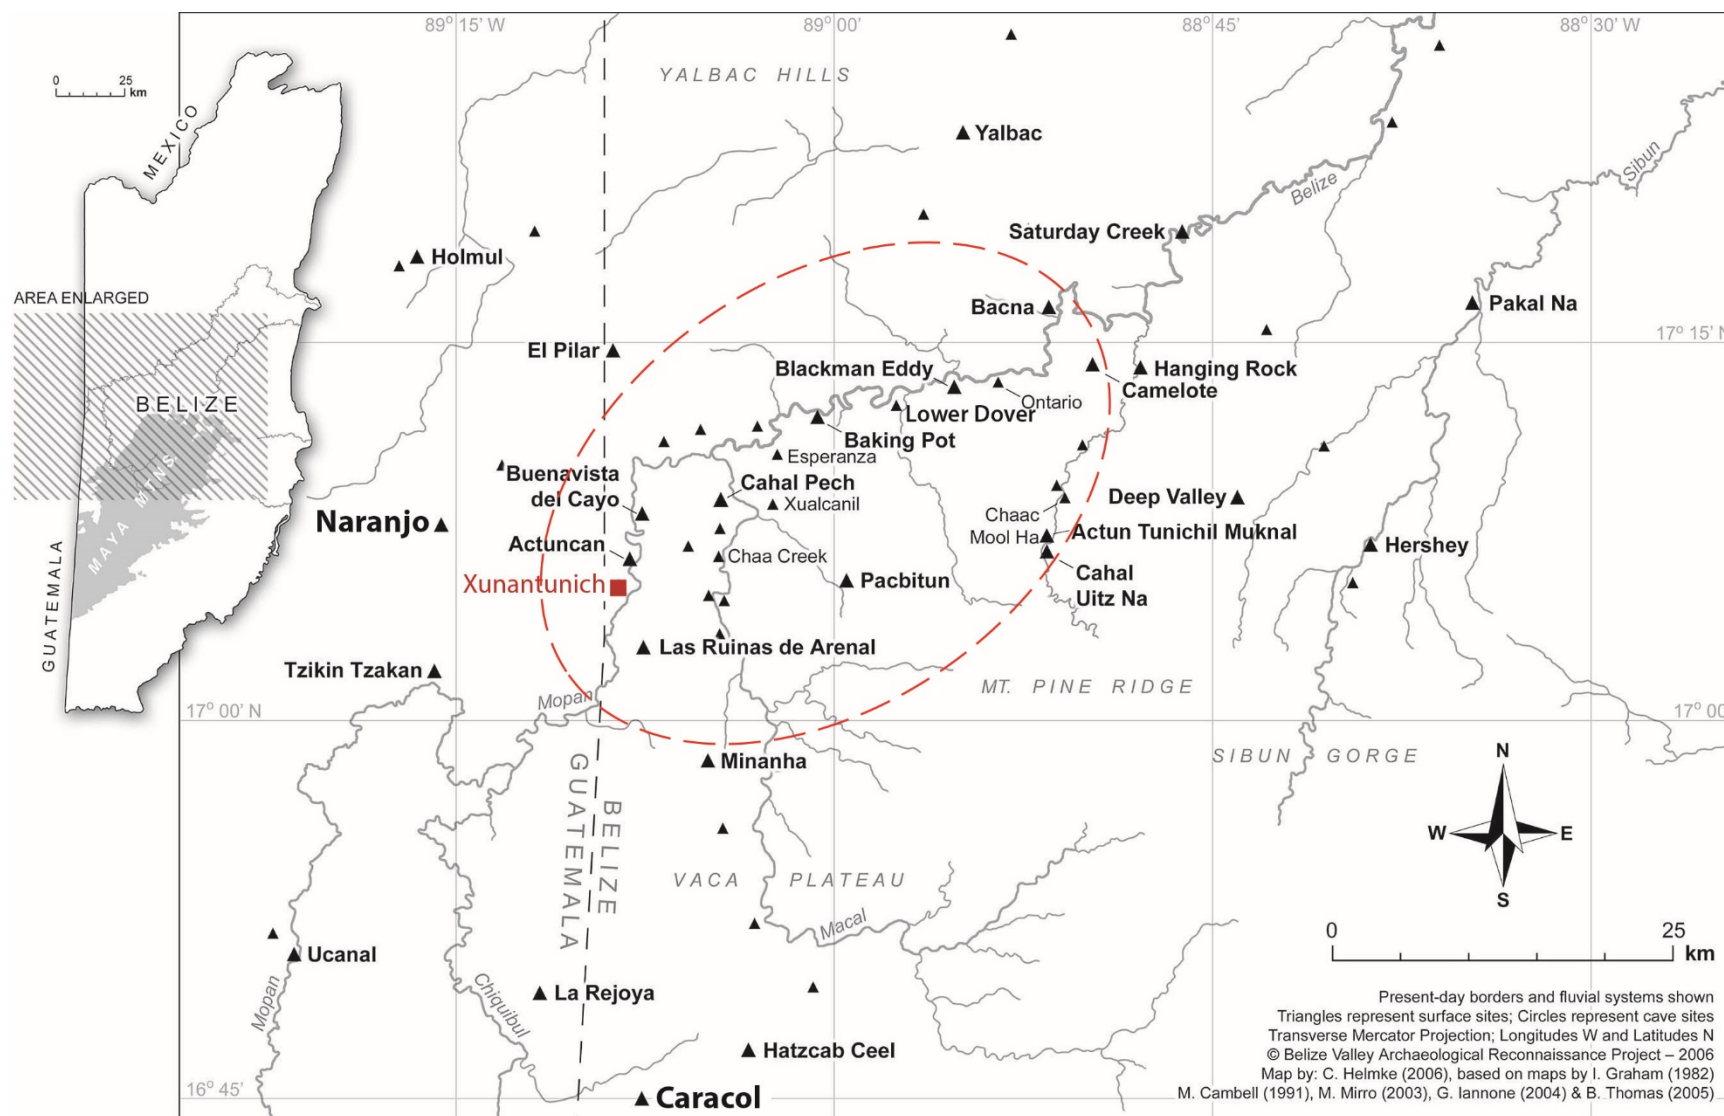 89° 15' W
89° 00'
88° 45'
88° 30' W
0 25
km
YALBAC HILLS
MEXICO
Yalbac
Sibun
Belize
Saturday Creek
Holmul
AREA ENLARGED
Bacna
Pakal Na
17° 15' N
El Pilar
Blackman Eddy
Hanging Rock
Camelote
Ontario
BELIZE
Lower Dover
Baking Pot
Esperanza
Buenavista
del Cayo
Cahal Pech
Xualcanil
Deep Valley
Chaac
Mool Ha
Actun Tunichil Muknal
MAYA MTNS.
Naranjo
Actuncan
Chaa Creek
Hershey
Xunantunich
Pacbitun
Cahal
Uitz Na
GUATEMALA
Las Ruinas de Arenal
Tzikin Tzakan
Mopan
MT. PINE RIDGE
17° 00' N
17° 00'
Minanha
SIBUN GORGE
GUATEMALA
BELIZE
N
W E
S
VACA PLATEAU
Macal
0 25
km
Ucanal
Mopan
Chiquibul
La Rejoya
Hatzcab Ceel
16° 45'
Caracol
Present-day borders and fluvial systems shown
Triangles represent surface sites; Circles represent cave sites
Transverse Mercator Projection; Longitudes W and Latitudes N
© Belize Valley Archaeological Reconnaissance Project – 2006
Map by: C. Helmke (2006), based on maps by I. Graham (1982)
M. Cambell (1991), M. Mirro (2003), G. Iannone (2004) & B. Thomas (2005)